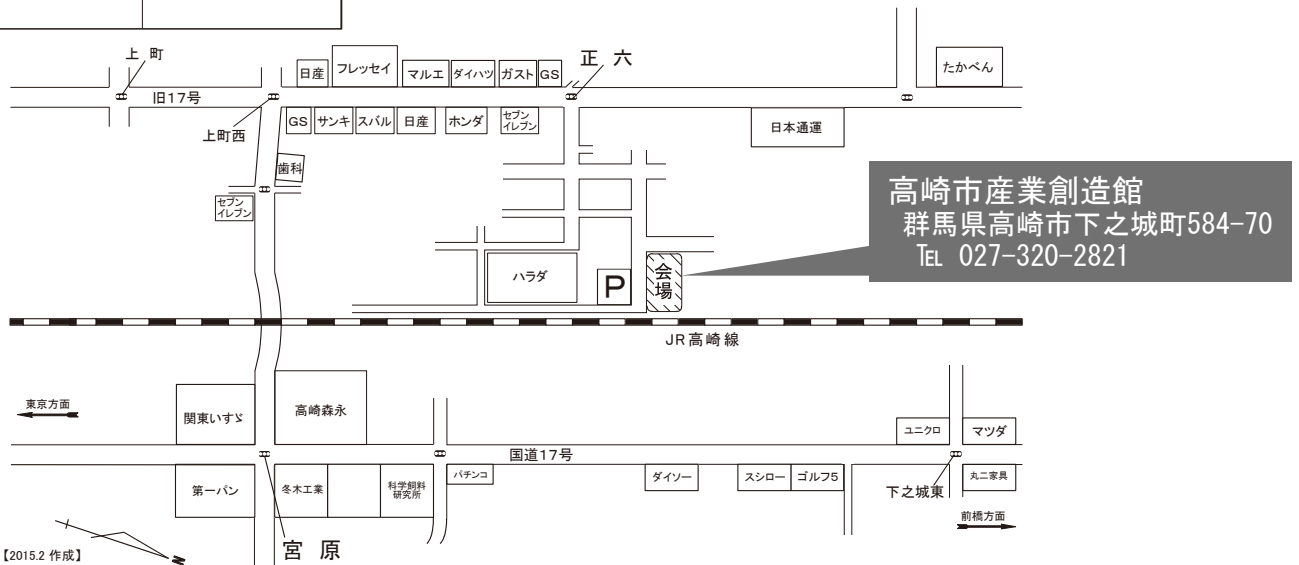 上 町
正 六
日産
フレッセイ
マルエ
ダイハツ
ガスト
GS
たかべん
旧17号
上町西
GS
サンキ
スバル
日産
ホンダ
セブン
イレブン
日本通運
歯科
セブン
イレブン
高崎市産業創造館
群馬県高崎市下之城町584-70
℡ 027-320-2821
ハラダ
P
会場
JR高崎線
東京方面
関東いすゞ
高崎森永
ユニクロ
マツダ
国道17号
第一パン
冬木工業
科学飼料
研究所
パチンコ
ダイソー
スシロー
ゴルフ5
下之城東
丸二家具
前橋方面
宮 原
N
【2015.2 作成】